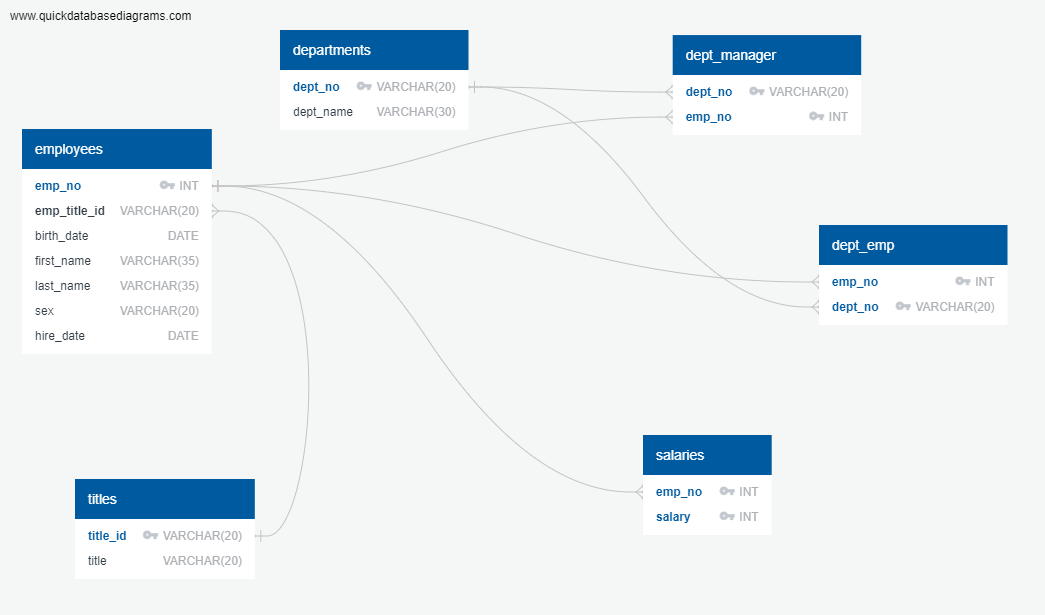 www.quickdatabasediagrams.com
departments
dept_no VARCHAR(20)
dept_name VARCHAR(30)
dept_manager
dept_no VARCHAR(20)
emp_no INT
employees
emp_no INT
emp_title_id VARCHAR(20)
birth_date DATE
first_name VARCHAR(35)
last_name VARCHAR(35)
sex VARCHAR(20)
hire_date DATE
dept_emp
emp_no INT
dept_no VARCHAR(20)
salaries
emp_no INT
salary INT
titles
title_id VARCHAR(20)
title VARCHAR(20)